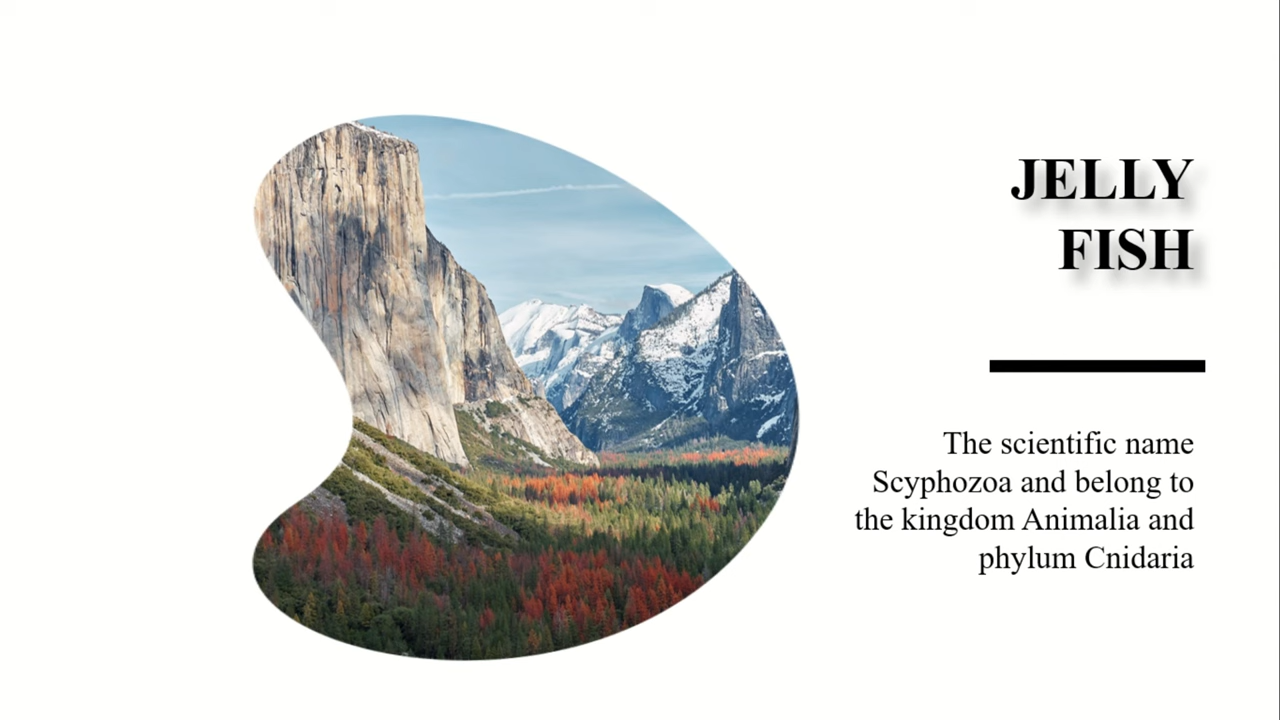 JELLY
FISH
The scientific name
Scyphozoa and belong to
the kingdom Animalia and
phylum Cnidaria